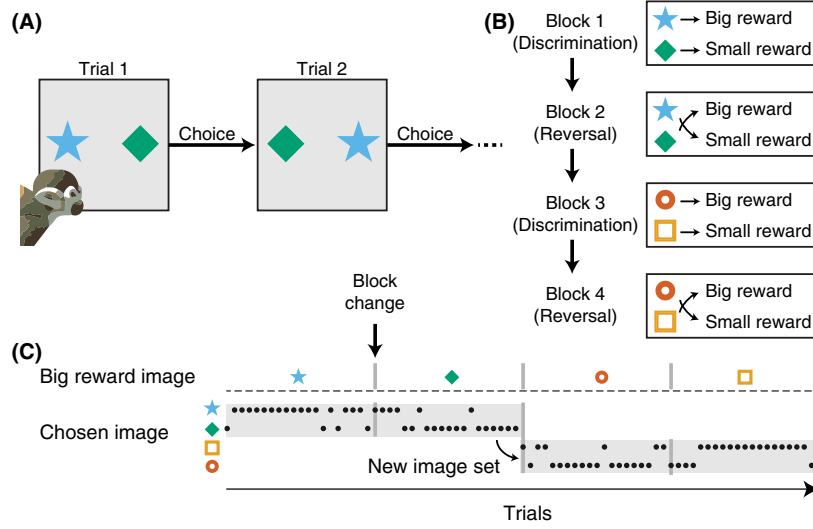 (A)
Trial 1
Trial 2
Choice
Choice
(B)
Block 1
(Discrimination)
Big reward
Small reward
Block 2
(Reversal)
Big reward
Small reward
Block 3
(Discrimination)
Big reward
Small reward
Block 4
(Reversal)
Big reward
Small reward
Block
change
(C)
Big reward image
Chosen image
New image set
Trials